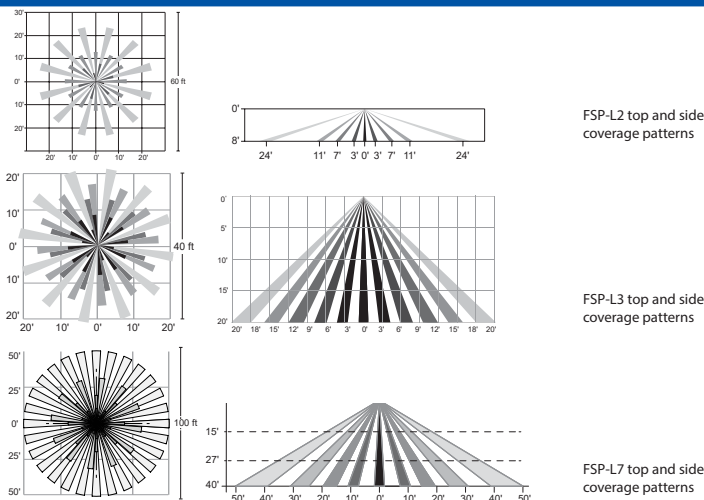 30'
20'
10'
0'
10'
20'
20' 10' 0' 10' 20'
60 ft
0'
8'
24' 11' 7' 3' 0' 3' 7' 11' 24'
FSP-L2 top and side
coverage patterns
20'
10'
0'
10'
20'
20' 10' 0' 10' 20'
40 ft
0'
5'
10'
15'
20'
20' 18' 15' 12' 9' 6' 3' 0' 3' 6' 9' 12' 15' 18' 20'
FSP-L3 top and side
coverage patterns
50'
25'
0'
25'
50'
100 ft
15'
27'
40'
50' 40' 30' 20' 10' 0' 10' 20' 30' 40' 50'
FSP-L7 top and side
coverage patterns